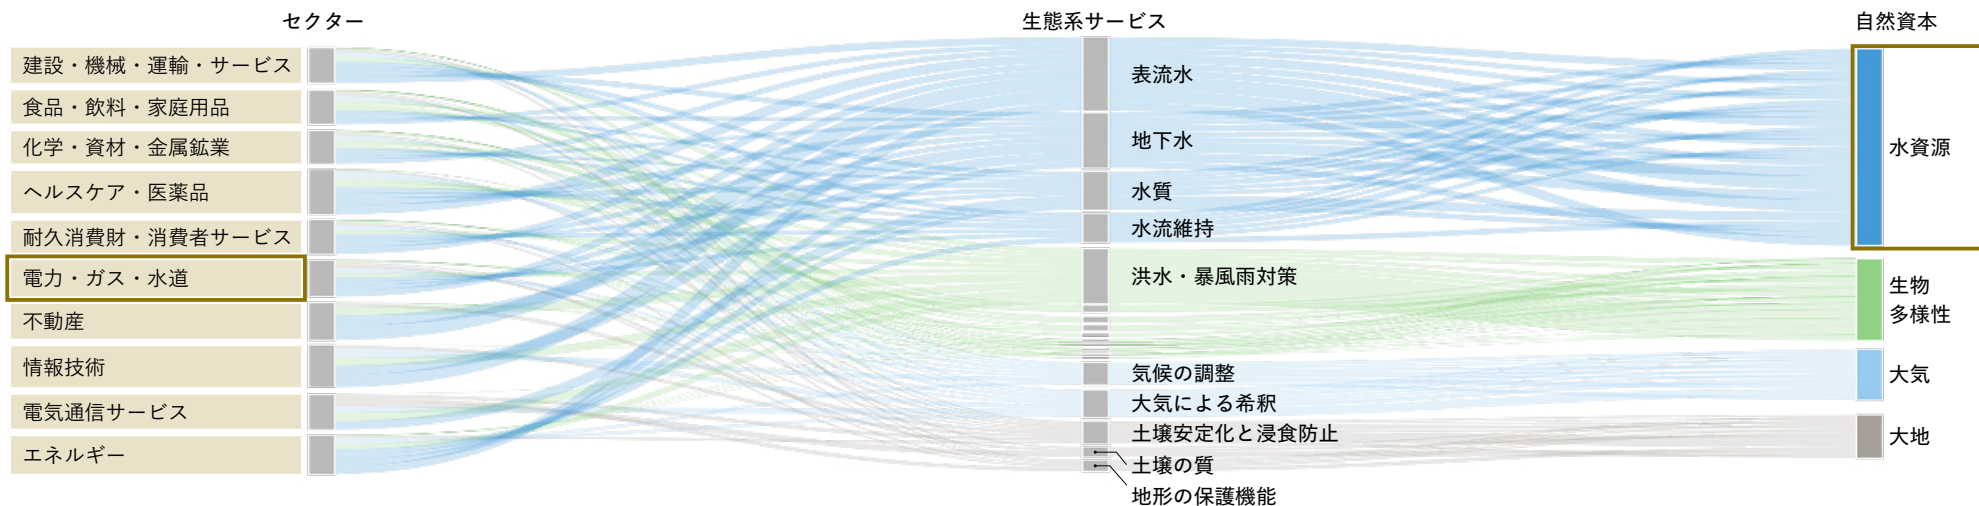 セクター
生態系サービス
自然資本
建設・機械・運輸・サービス
食品・飲料・家庭用品
化学・資材・金属鉱業
ヘルスケア・医薬品
耐久消費財・消費者サービス
電力・ガス・水道
不動産
情報技術
電気通信サービス
エネルギー
表流水
地下水
水質
水流維持
洪水・暴風雨対策
気候の調整
大気による希釈
土壌安定化と浸食防止
土壌の質
地形の保護機能
水資源
生物
多様性
大気
大地